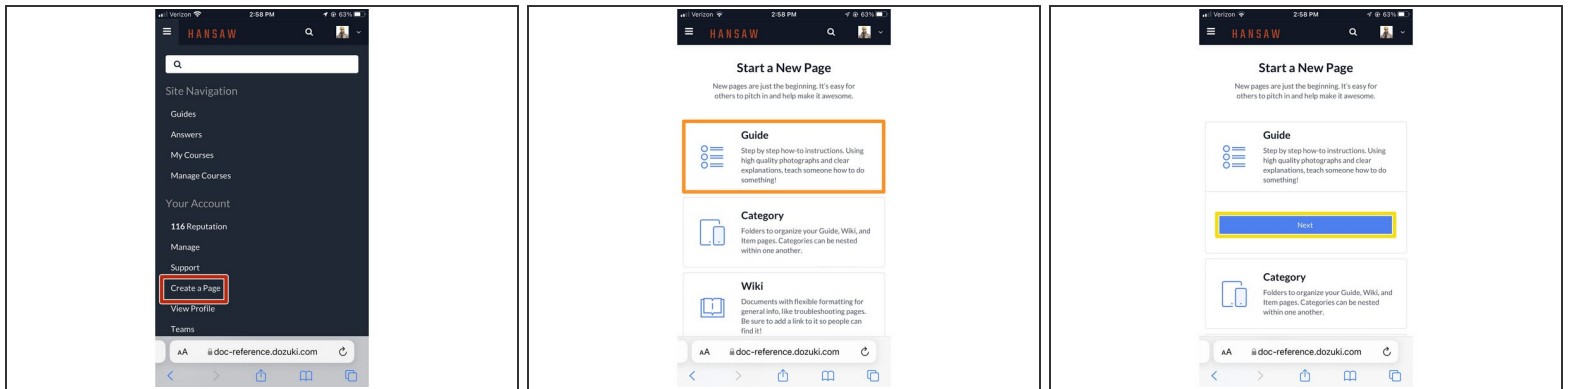 Verizon 2:58 PM 63%
HANSAW
Site Navigation
Guides
Answers
My Courses
Manage Courses
Your Account
116 Reputation
Manage
Support
Create a Page
View Profile
Teams
AA doc-reference.dozuki.com
Verizon 2:58 PM 63%
HANSAW
Start a New Page
New pages are just the beginning. It's easy for
others to pitch in and help make it awesome.
Guide
Step by step how-to instructions. Using
high quality photographs and clear
explanations, teach someone how to do
something!
Category
Folders to organize your Guide, Wiki, and
Item pages. Categories can be nested
within one another.
Wiki
Documents with flexible formatting for
general info, like troubleshooting pages.
Be sure to add a link to it so people can
find it!
AA doc-reference.dozuki.com
Verizon 2:58 PM 63%
HANSAW
Start a New Page
New pages are just the beginning. It's easy for
others to pitch in and help make it awesome.
Guide
Step by step how-to instructions. Using
high quality photographs and clear
explanations, teach someone how to do
something!
Next
Category
Folders to organize your Guide, Wiki, and
Item pages. Categories can be nested
within one another.
AA doc-reference.dozuki.com